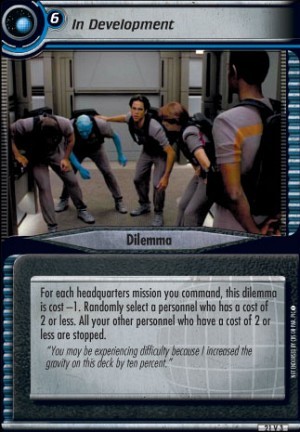 6 In Development
Dilemma
For each headquarters mission you command, this dilemma
is cost –1. Randomly select a personnel who has a cost of
2 or less. All your other personnel who have a cost of 2 or
less are stopped.
"You may be experiencing difficulty because I increased the
gravity on this deck by ten percent."